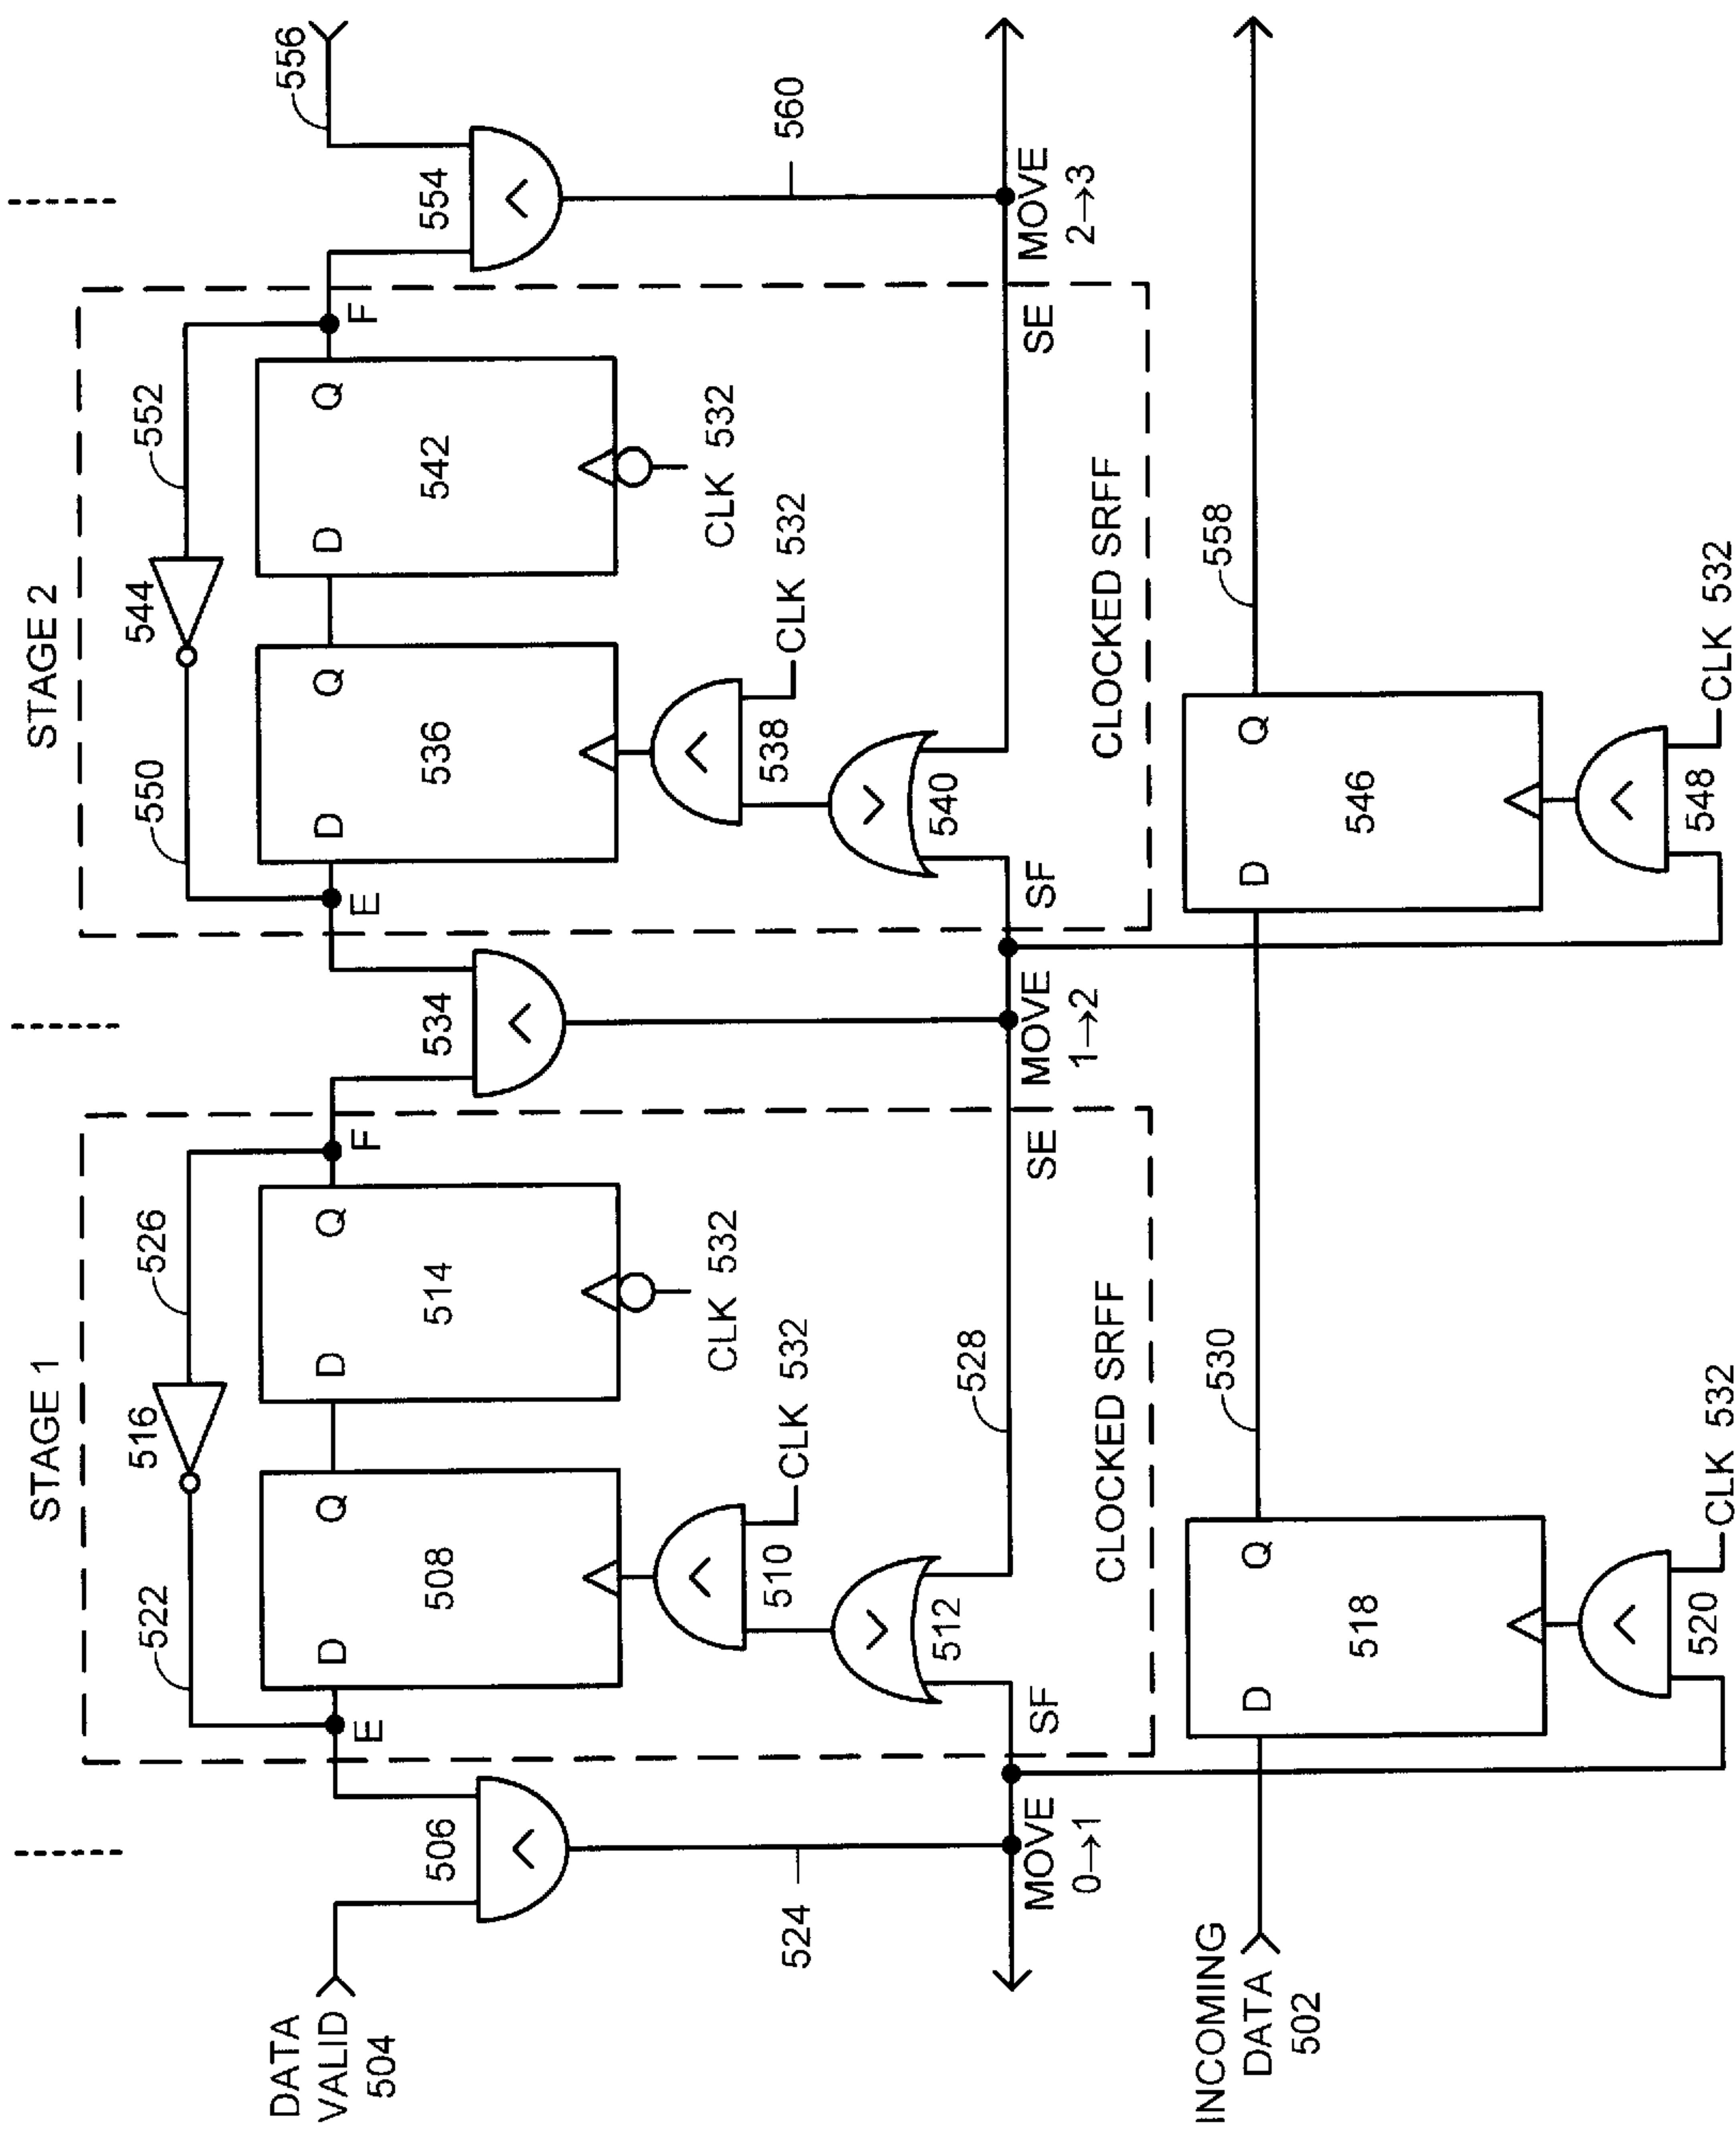 STAGE 1
STAGE 2
516
526
522
544
552
550
DATA
VALID
504
506
E
D
Q
508
D
Q
514
F
534
E
D
Q
536
D
Q
542
F
554
556
CLK 532
CLK 532
510
CLK 532
CLK 532
538
524
512
528
540
560
MOVE
0→1
SF
SE
MOVE
1→2
SF
SE
MOVE
2→3
CLOCKED SRFF
CLOCKED SRFF
INCOMING
DATA
502
D
Q
518
530
D
Q
546
558
520
CLK 532
548
CLK 532